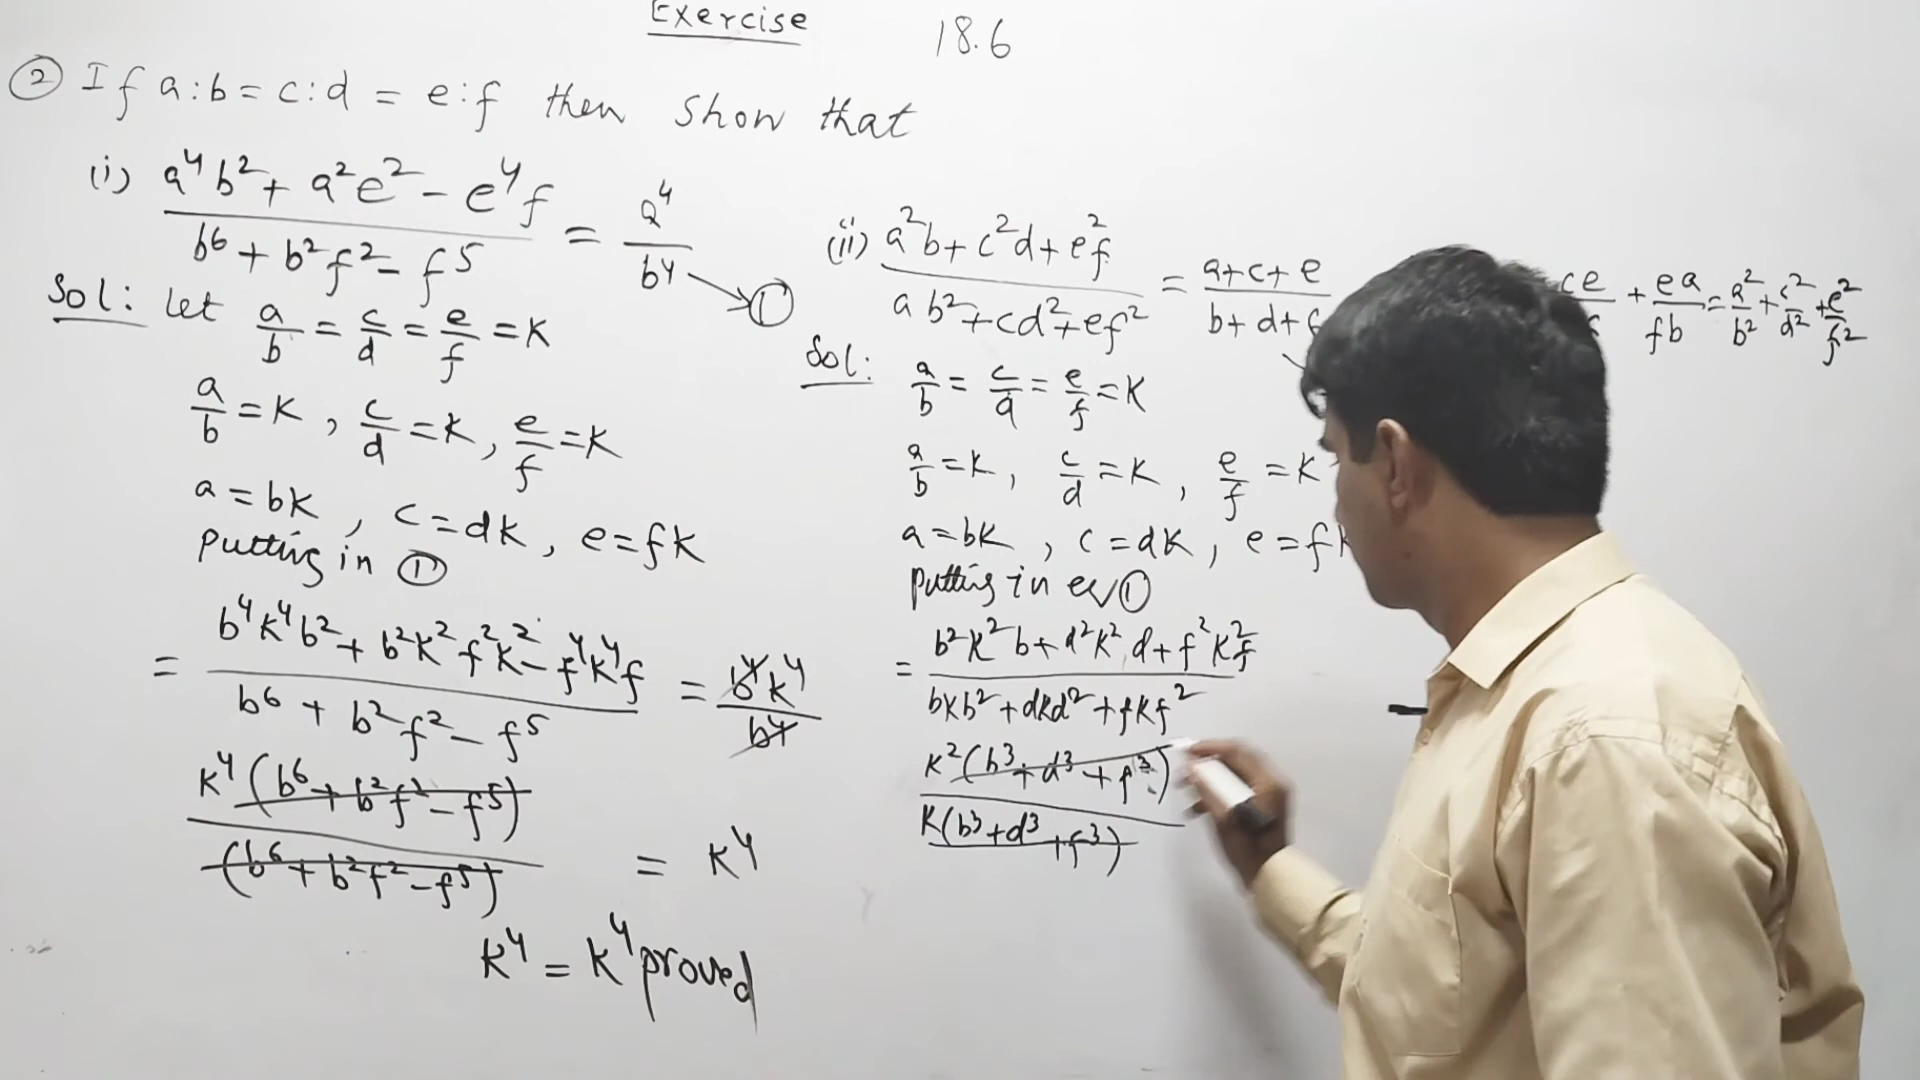 Exercise 18.6
② If a:b = c:d = e:f then show that
(i) (a⁴b² + a²e² - e⁴f)/(b⁶ + b²f² - f⁵) = a⁴/b⁴ → ①
Sol: let a/b = c/d = e/f = K
a/b = K , c/d = K , e/f = K
a = bK , c = dK , e = fK
Putting in ①
= (b⁴K⁴b² + b²K² f²K² - f⁴K⁴f)/(b⁶ + b²f² - f⁵) = b⁴K⁴/b⁴
K⁴(b⁶ + b²f² - f⁵)/(b⁶ + b²f² - f⁵) = K⁴
K⁴ = K⁴ proved
(ii) (a²b + c²d + e²f)/(ab² + cd² + ef²) = (a+c+e)/(b+d+f
Sol: a/b = c/d = e/f = K
a/b = K , c/d = K , e/f = K
a = bK , c = dK , e = fK
putting in eq ①
= (b²K²b + d²K²d + f²K²f)/(bKb² + dKd² + fKf²)
K²(b³ + d³ + f³)/K(b³ + d³ + f³)
ce + ea/fb = a²/b² + c²/d² + e²/f²